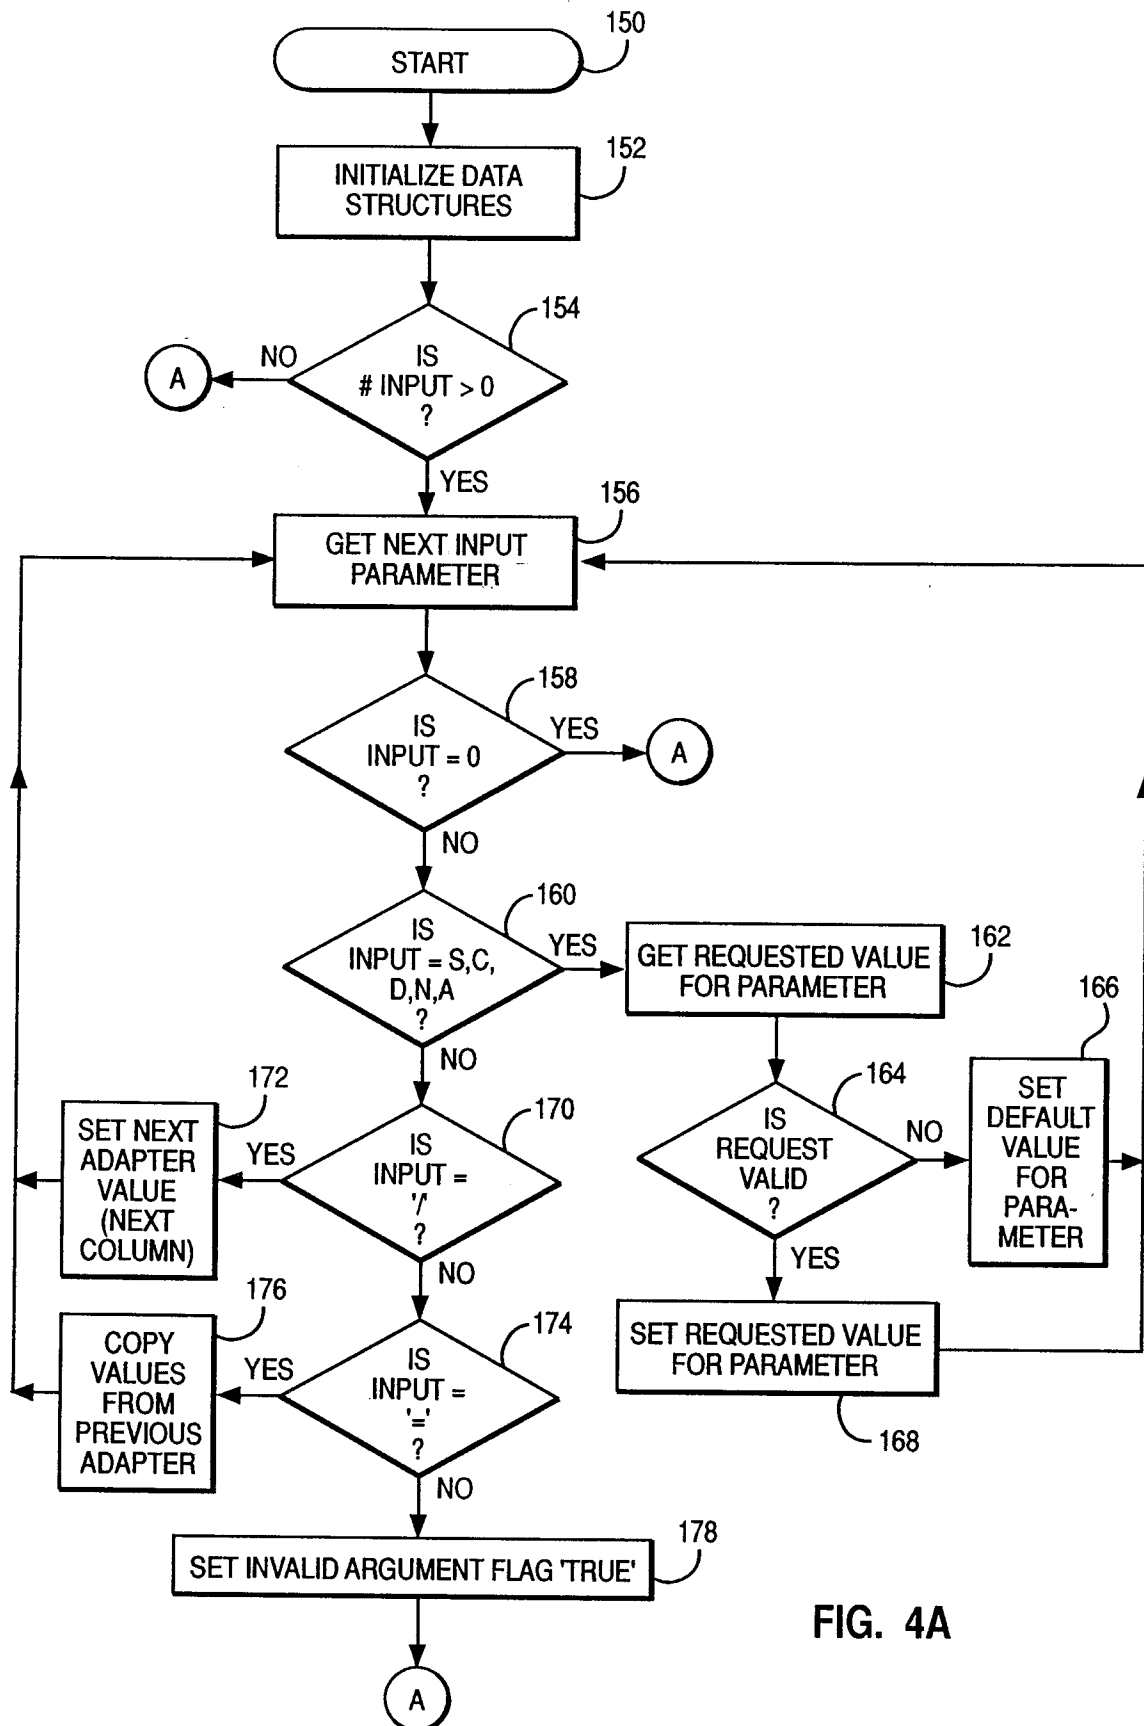 150
START
152
INITIALIZE DATA
STRUCTURES
154
IS
# INPUT > 0
?
NO
A
YES
156
GET NEXT INPUT
PARAMETER
158
IS
INPUT = 0
?
YES
A
NO
160
IS
INPUT = S,C,
D,N,A
?
YES
GET REQUESTED VALUE
FOR PARAMETER
162
166
NO
164
IS
REQUEST
VALID
?
NO
SET
DEFAULT
VALUE
FOR
PARA-
METER
YES
SET REQUESTED VALUE
FOR PARAMETER
168
170
IS
INPUT =
'/'
?
YES
172
SET NEXT
ADAPTER
VALUE
(NEXT
COLUMN)
NO
174
IS
INPUT =
'='
?
YES
176
COPY
VALUES
FROM
PREVIOUS
ADAPTER
NO
178
SET INVALID ARGUMENT FLAG 'TRUE'
A
FIG. 4A